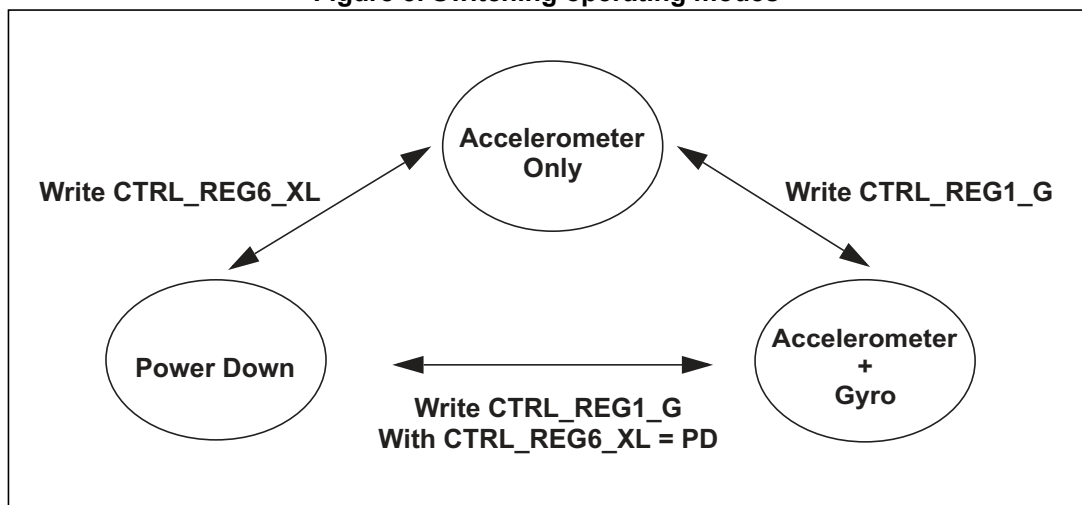 Figure Switching operating modes
Accelerometer
Only
Write CTRL_REG6_XL
Write CTRL_REG1_G
Power Down
Accelerometer
+
Gyro
Write CTRL_REG1_G
With CTRL_REG6_XL = PD